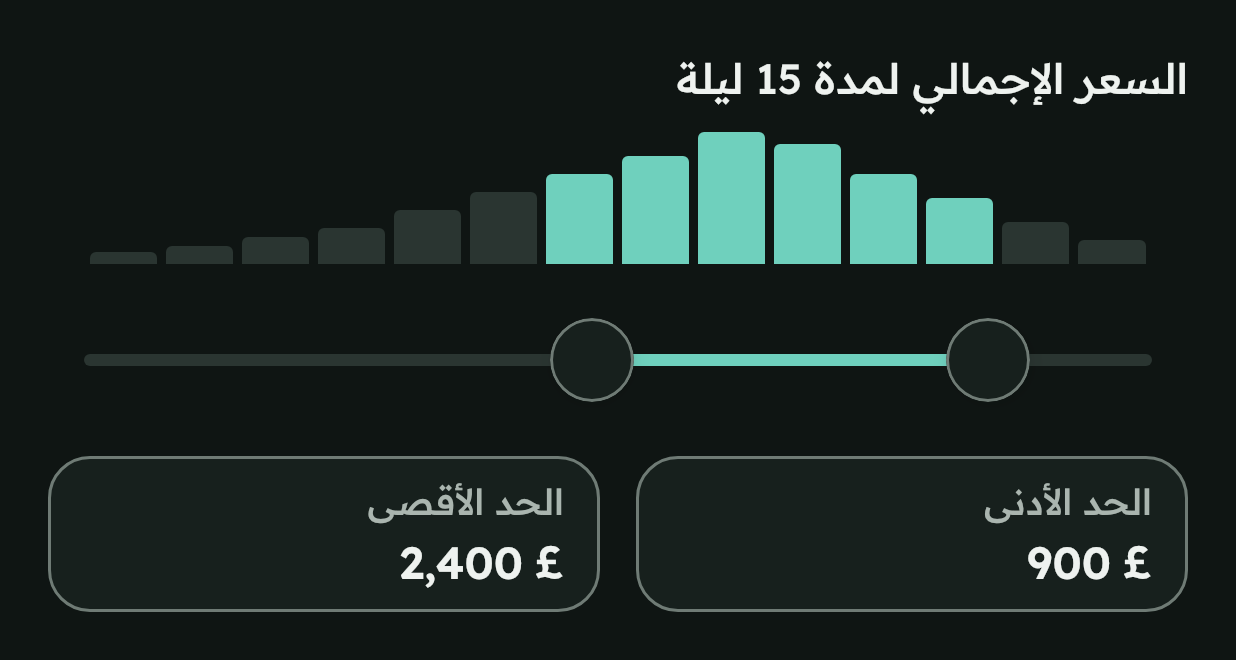 السعر الإجمالي لمدة 15 ليلة
الحد الأدنى
£ 900
الحد الأقصى
£ 2,400